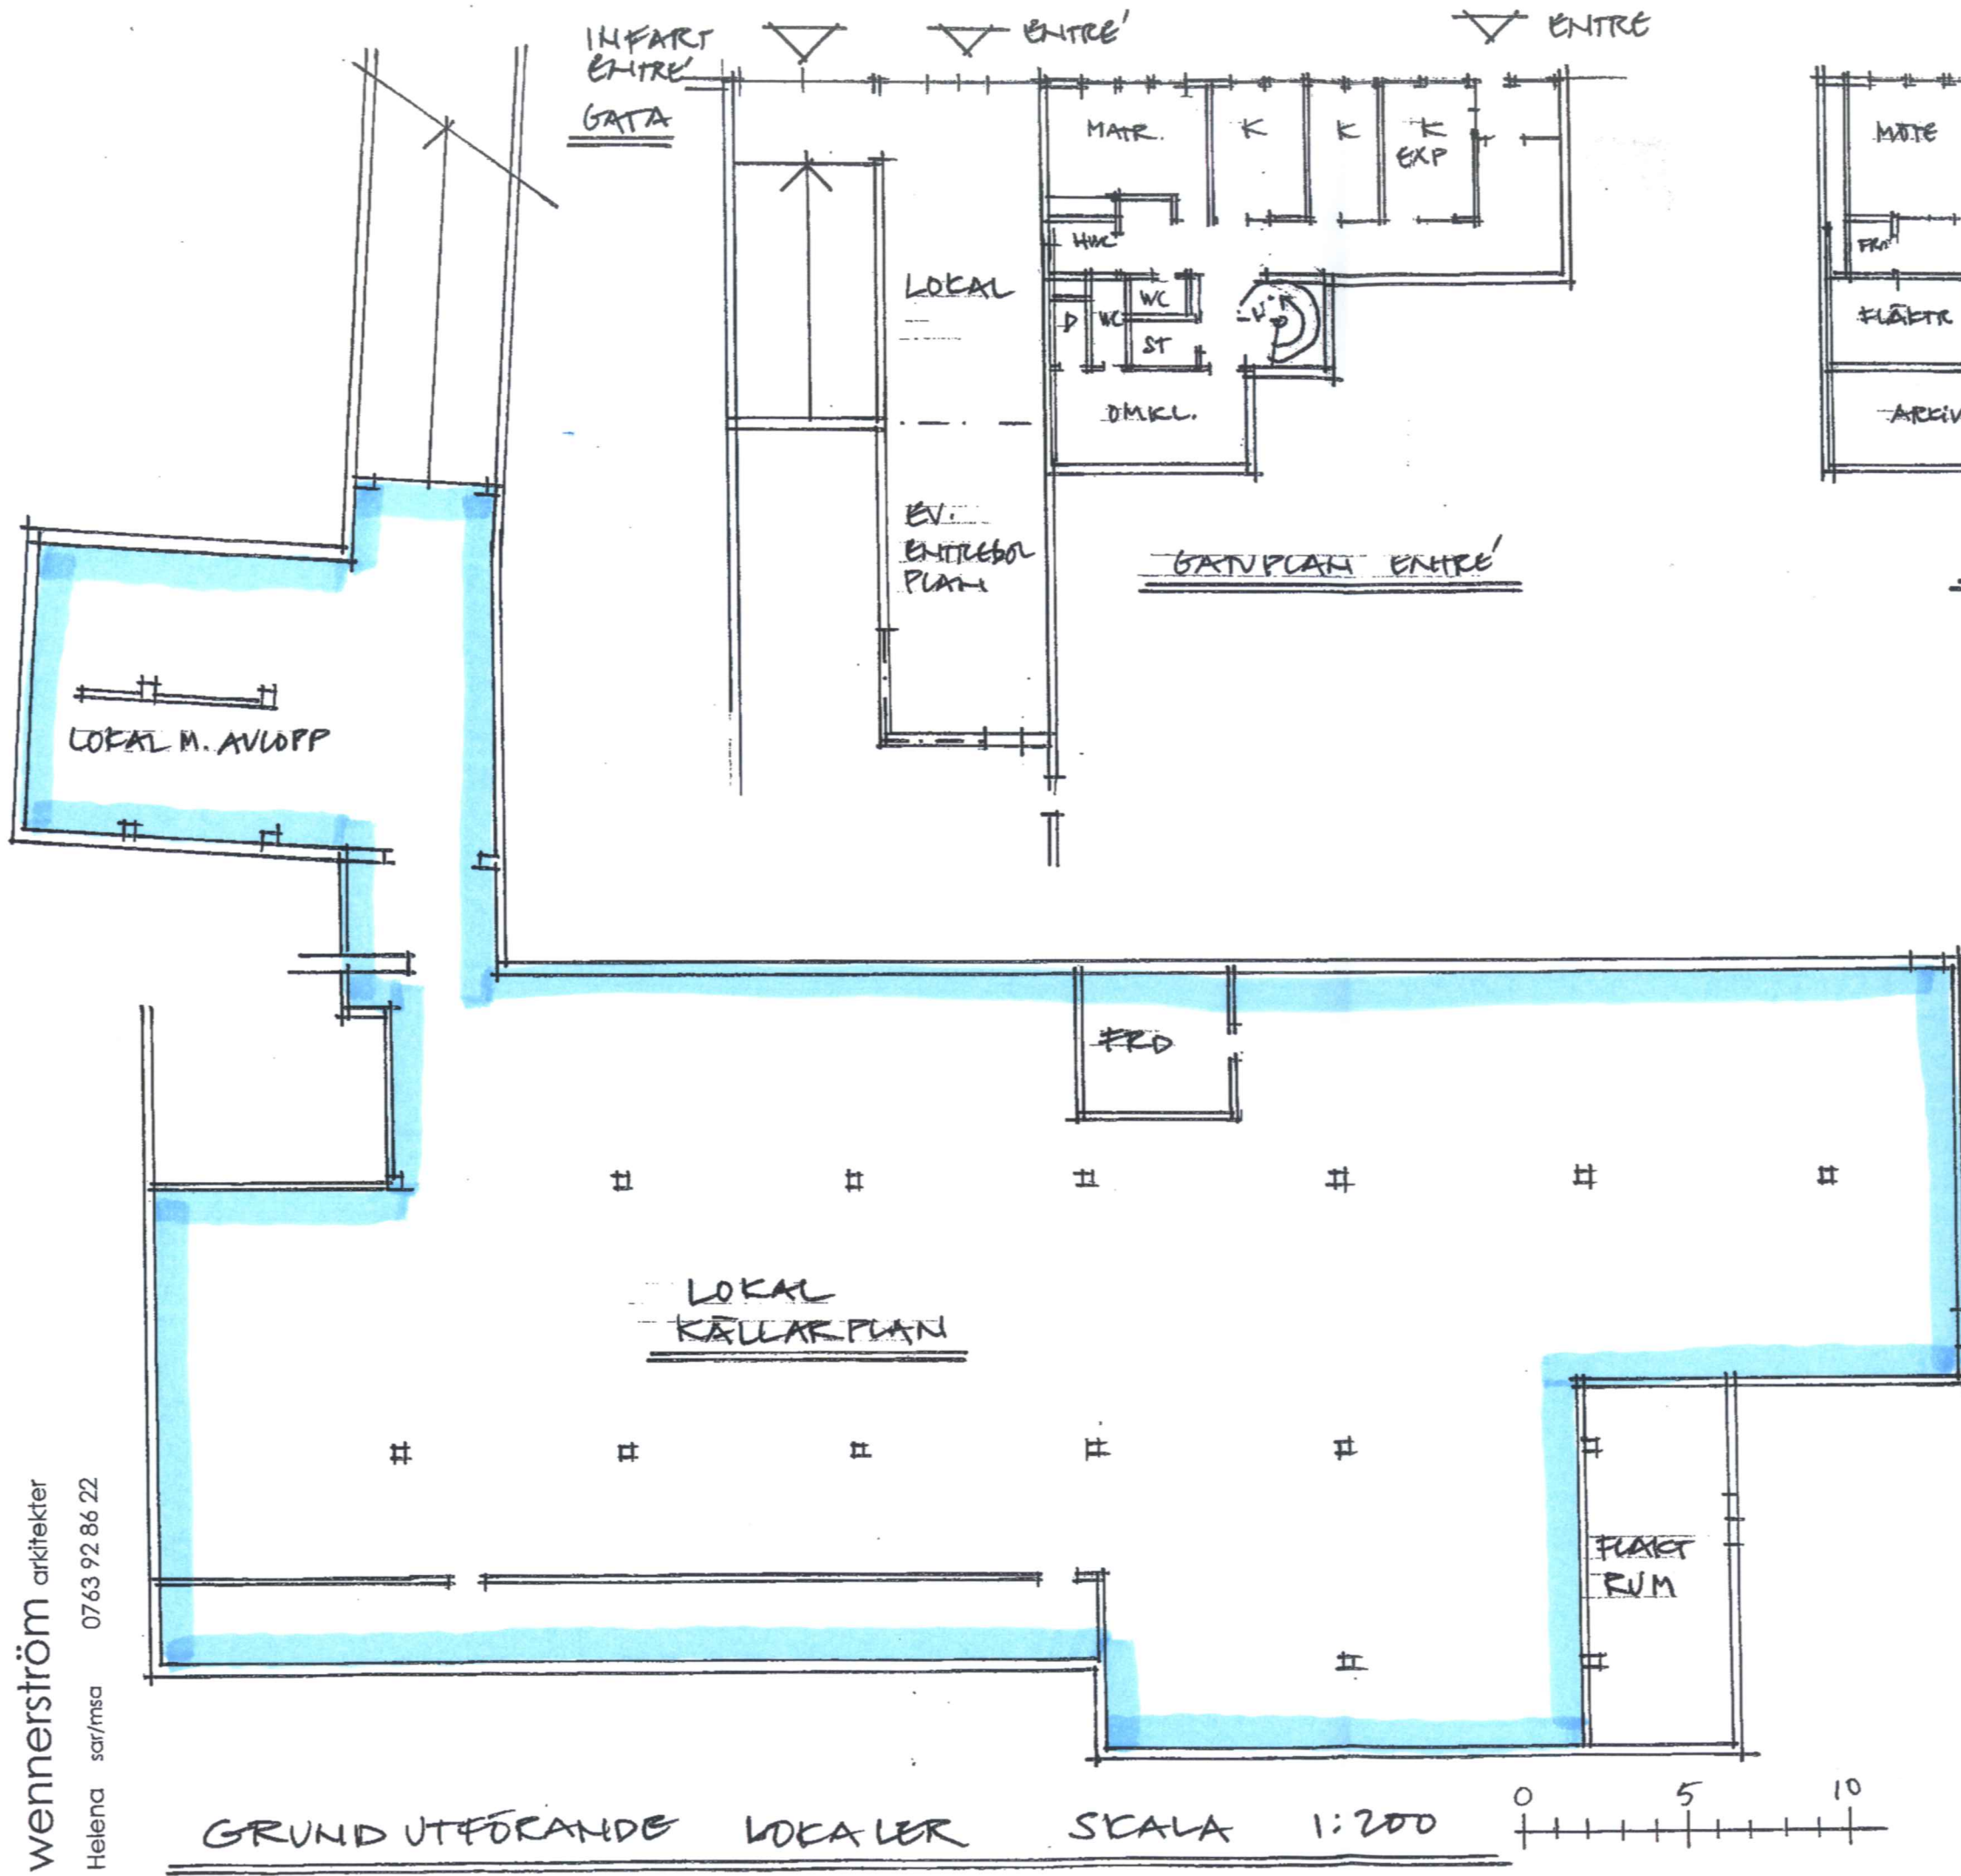 INFART
ENTRÉ
ENTRÉ
ENTRE
GATA
MATR.
K
K
K
EXP
MÖTE
HWC
FRD
LOKAL
WC
D
WC
ST
FLÄKTR
OMKL.
ARKIV
EV.
ENTRESOL
PLAN
GATUPLAN ENTRÉ
LOKAL M. AVLOPP
FRD
LOKAL
KÄLLARPLAN
FLÄKT
RUM
wennerström arkitekter
Helena sar/msa 0763 92 86 22
GRUNDUTFÖRANDE LOKALER SKALA 1:200
0 5 10